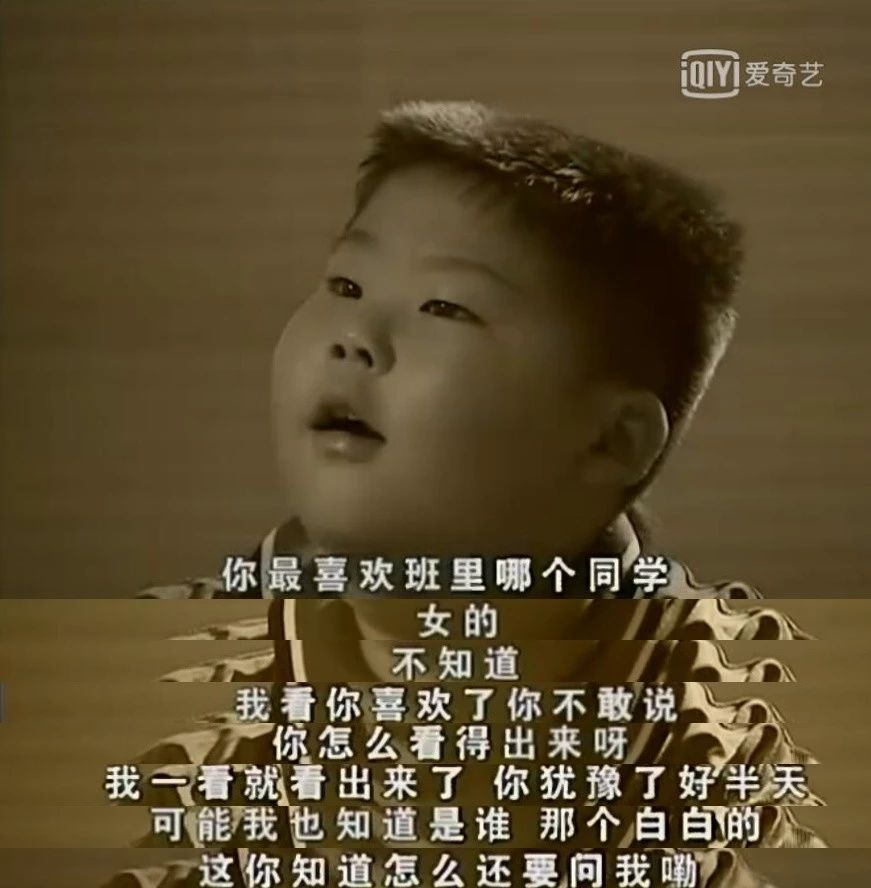 iQIYI 爱奇艺
你最喜欢班里哪个同学
女的
不知道
我看你喜欢了你不敢说
你怎么看得出来呀
我一看就看出来了 你犹豫了好半天
可能我也知道是谁 那个白白的
这你知道怎么还要问我嘞